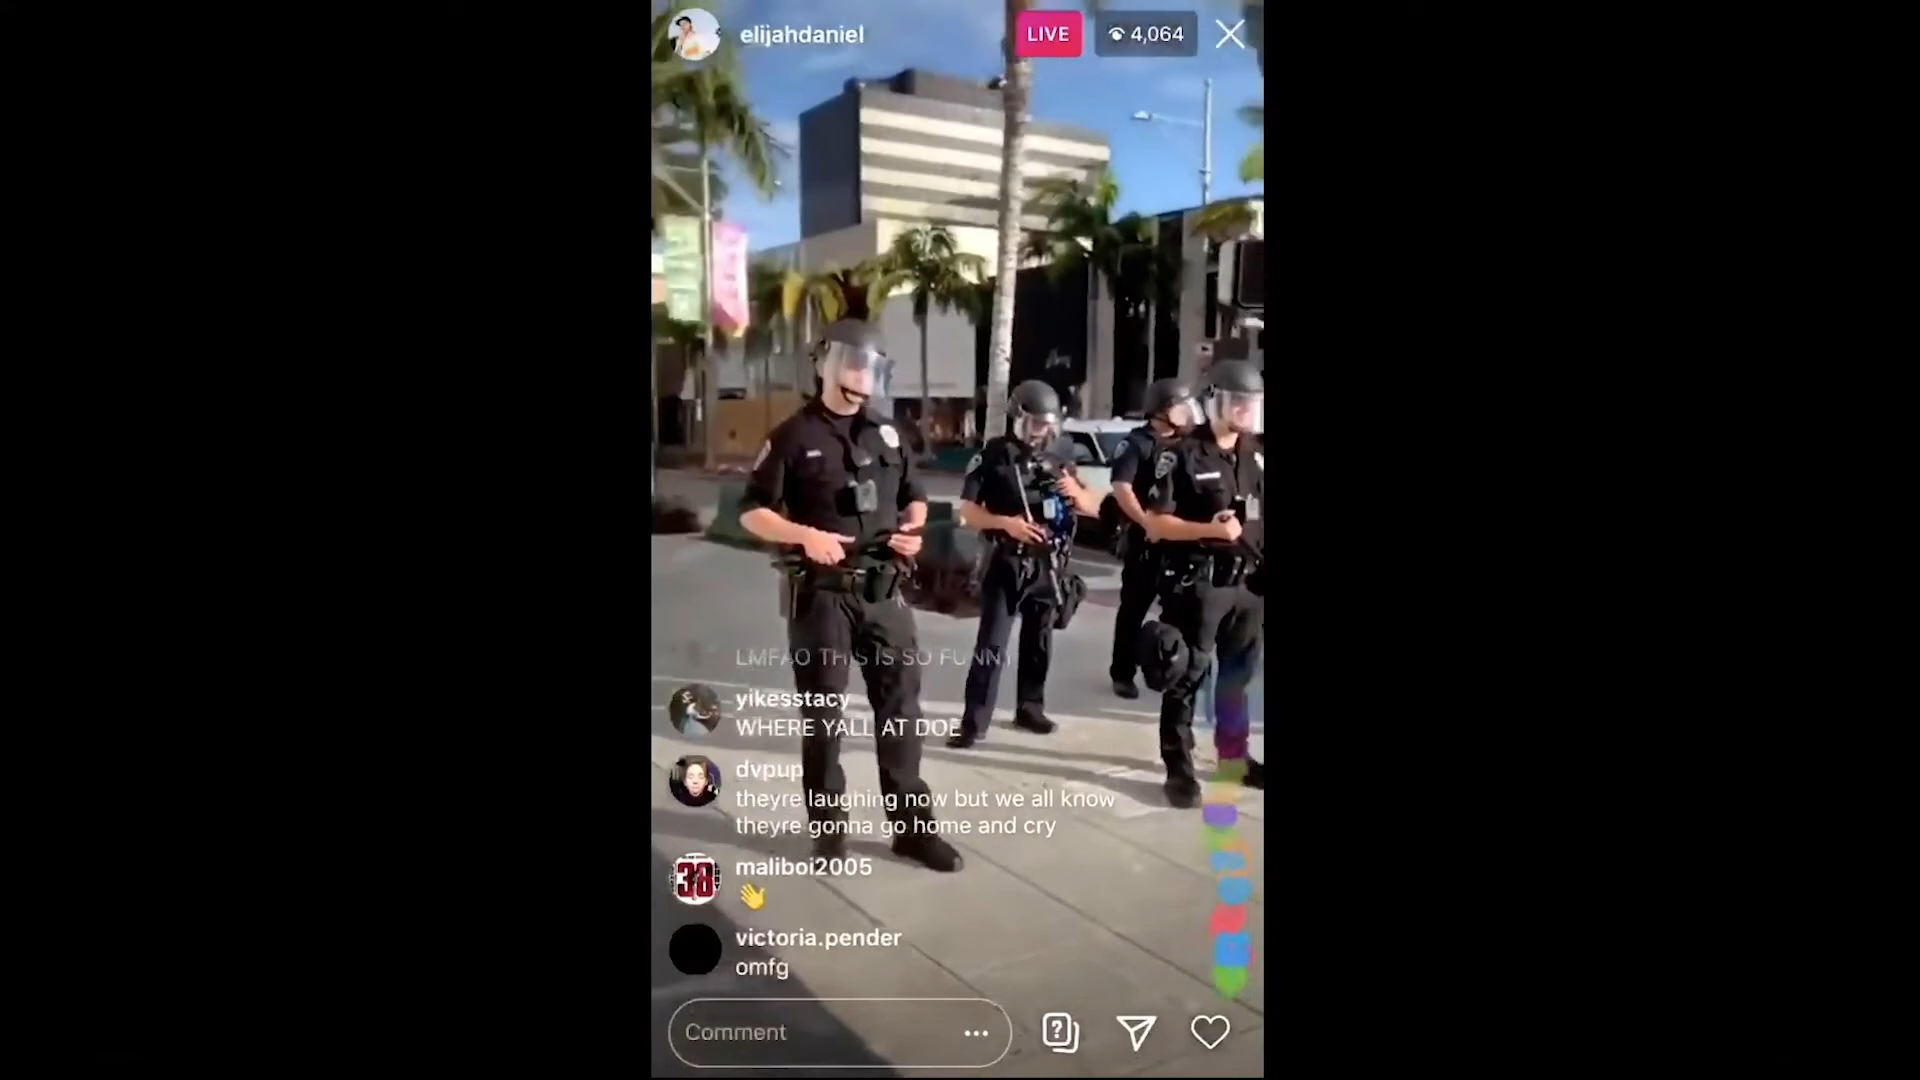 elijahdaniel
LIVE
4,064
LMFAO THIS IS SO FUNNY
yikesstacy
WHERE YALL AT DOE
dvpup
theyre laughing now but we all know
theyre gonna go home and cry
38
maliboi2005
👋
victoria.pender
omfg
Comment
...
?